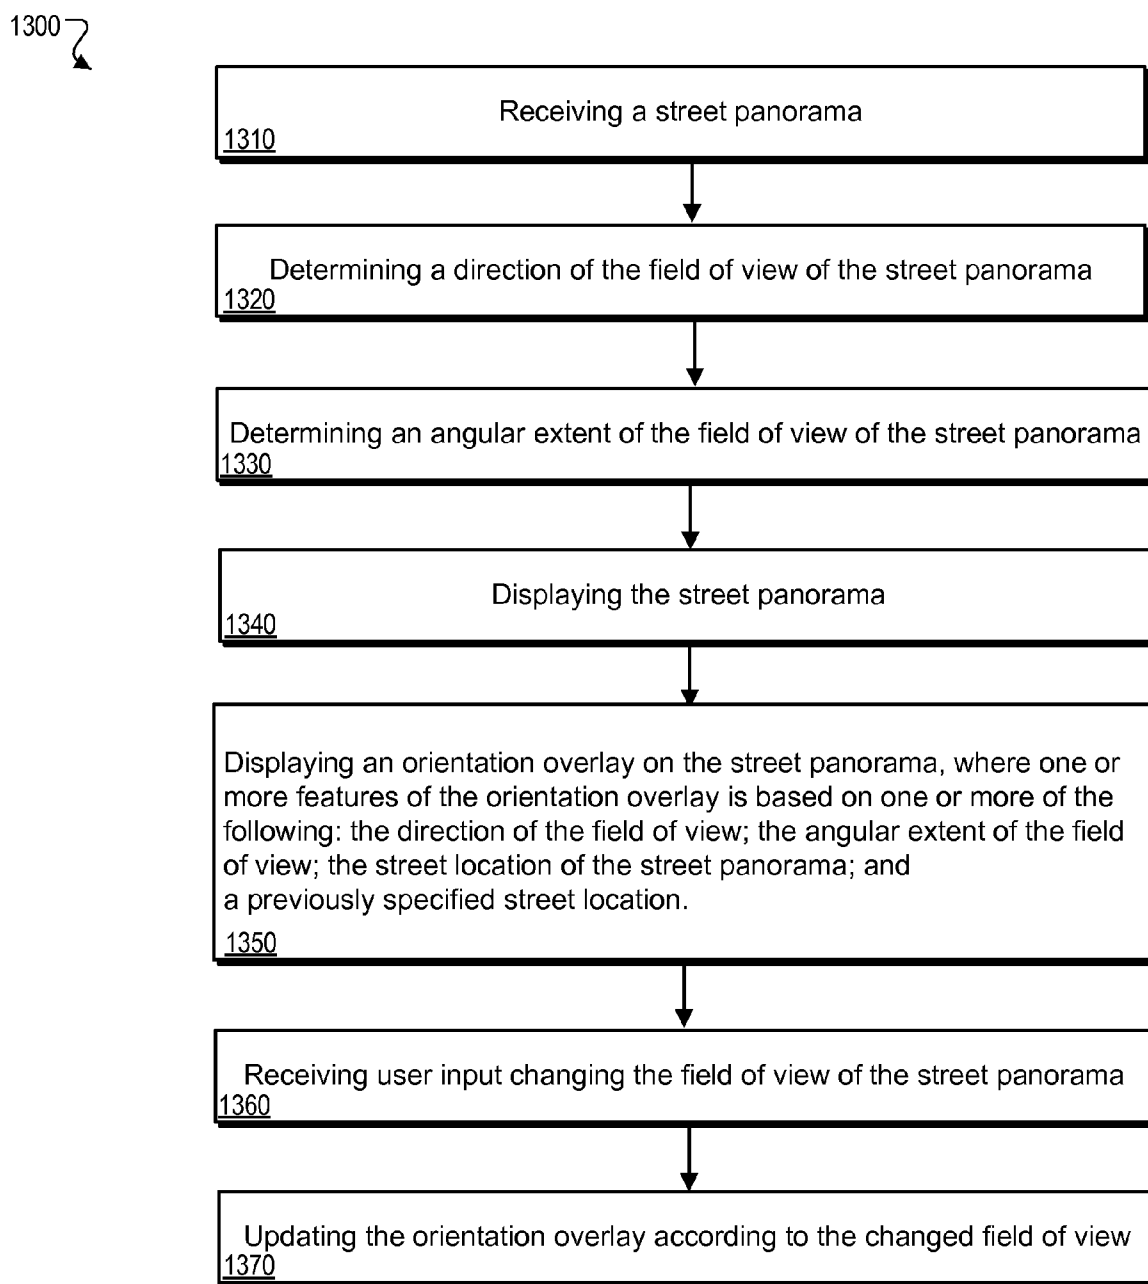 1300
Receiving a street panorama
1310
Determining a direction of the field of view of the street panorama
1320
Determining an angular extent of the field of view of the street panorama
1330
Displaying the street panorama
1340
Displaying an orientation overlay on the street panorama, where one or
more features of the orientation overlay is based on one or more of the
following: the direction of the field of view; the angular extent of the field
of view; the street location of the street panorama; and
a previously specified street location.
1350
Receiving user input changing the field of view of the street panorama
1360
Updating the orientation overlay according to the changed field of view
1370